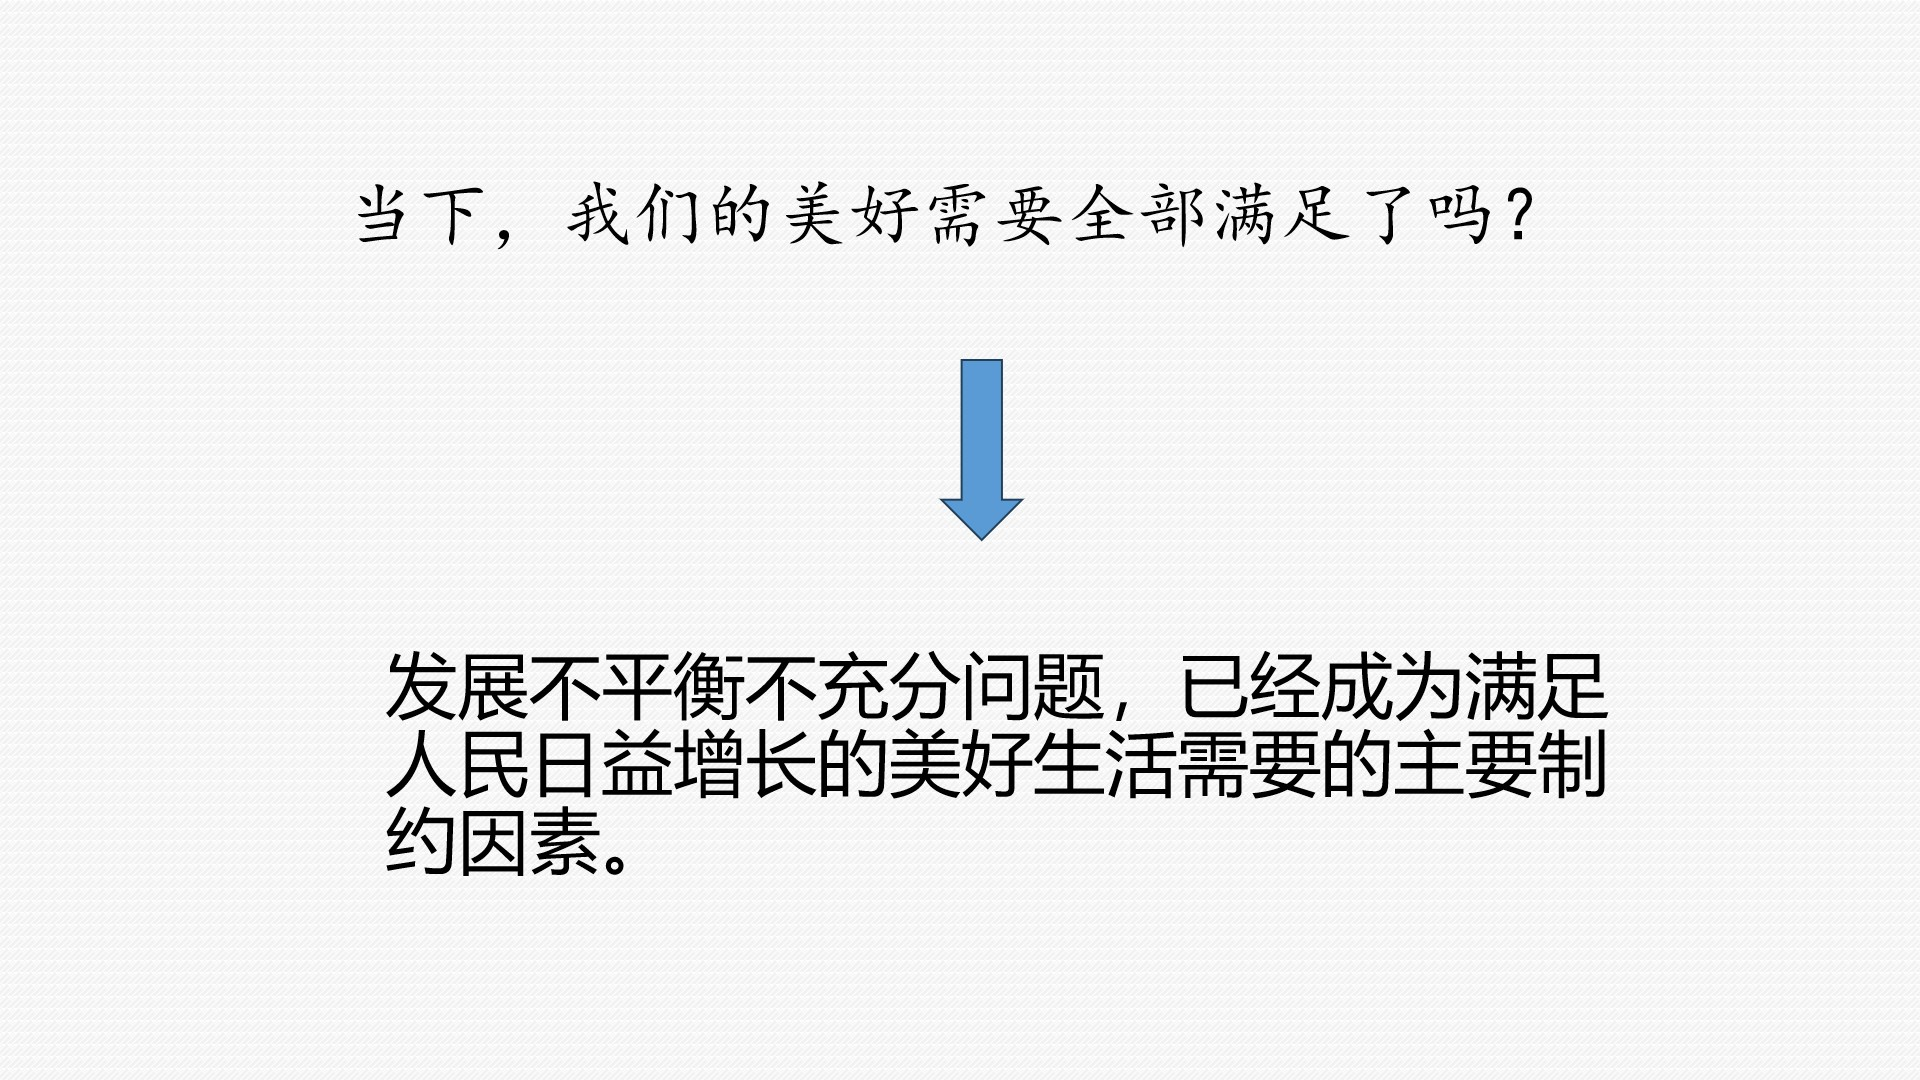 当下，我们的美好需要全部满足了吗？
发展不平衡不充分问题，已经成为满足
人民日益增长的美好生活需要的主要制
约因素。